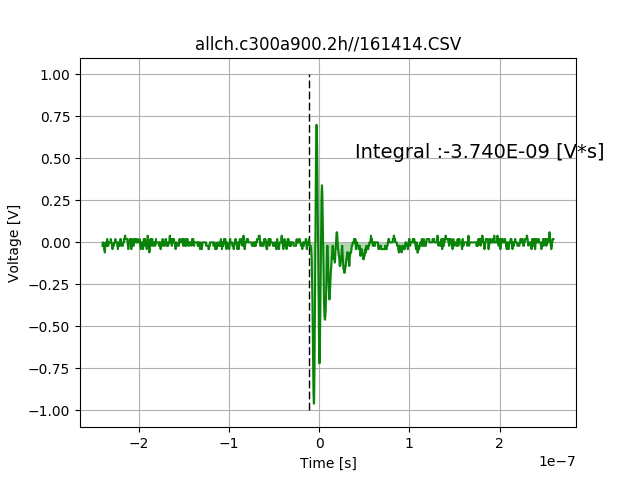 allch.c300a900.2h//161414.CSV
1.00
0.75
Integral :-3.740E-09 [V*s]
0.50
0.25
0.00
−0.25
−0.50
−0.75
−1.00
Voltage [V]
−2 −1 0 1 2
Time [s]
1e−7